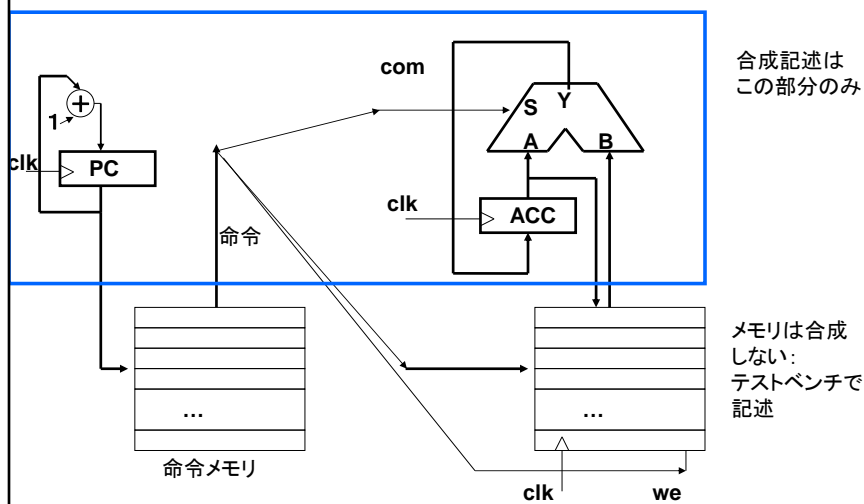 com
合成記述は
この部分のみ
S Y
+
1
A B
clk
PC
clk
ACC
命令
メモリは合成
しない:
テストベンチで
記述
...
...
命令メモリ
clk
we